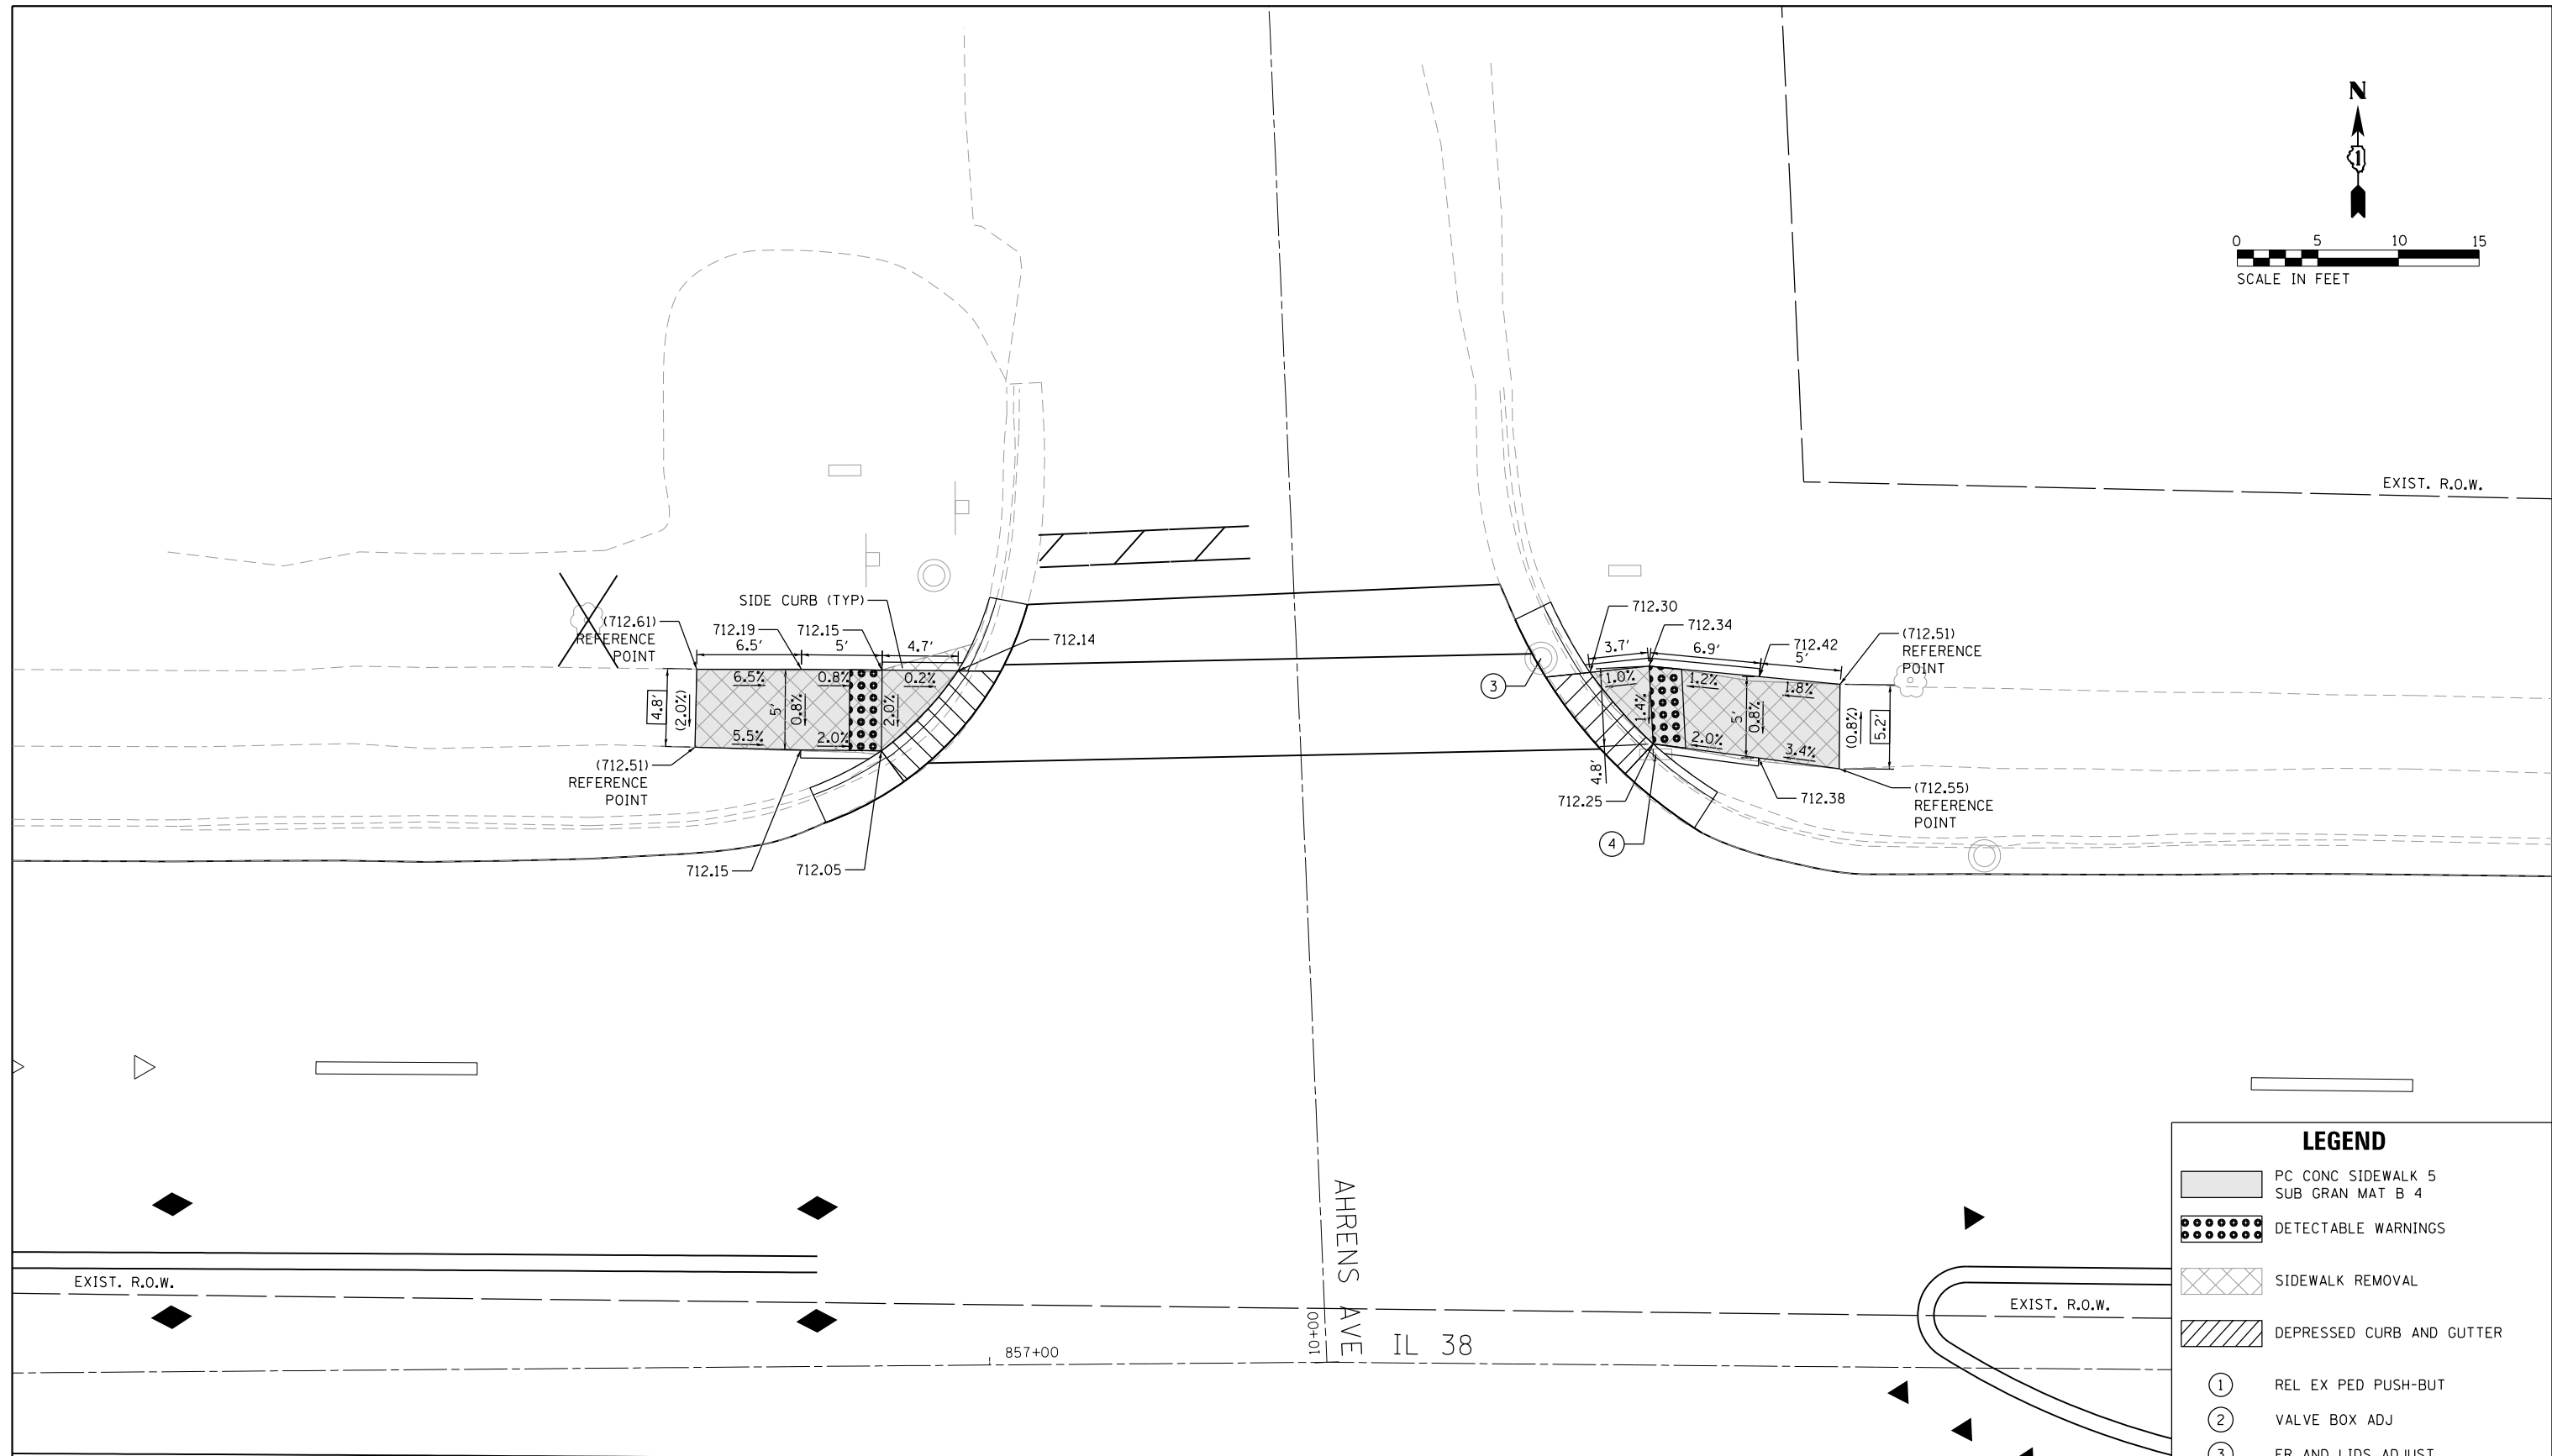 N
1
0 5 10 15
SCALE IN FEET
EXIST. R.O.W.
SIDE CURB (TYP)
(712.61)
REFERENCE
POINT
712.19
712.15
6.5'
5'
4.7'
712.14
6.5%
0.8%
0.2%
4.8'
(2.0%)
5'
0.8%
2.0%
5.5%
2.0%
(712.51)
REFERENCE
POINT
712.15
712.05
712.30
712.34
712.42
(712.51)
REFERENCE
POINT
3.7'
6.9'
5'
3
1.0%
1.2%
1.8%
1.4%
5'
0.8%
(0.8%)
5.2'
2.0%
3.4%
4.8'
712.25
712.38
(712.55)
REFERENCE
POINT
4
LEGEND
PC CONC SIDEWALK 5
SUB GRAN MAT B 4
DETECTABLE WARNINGS
SIDEWALK REMOVAL
DEPRESSED CURB AND GUTTER
1 REL EX PED PUSH-BUT
2 VALVE BOX ADJ
3 FR AND LIDS ADJUST
AHRENS AVE
EXIST. R.O.W.
EXIST. R.O.W.
10+00
IL 38
857+00